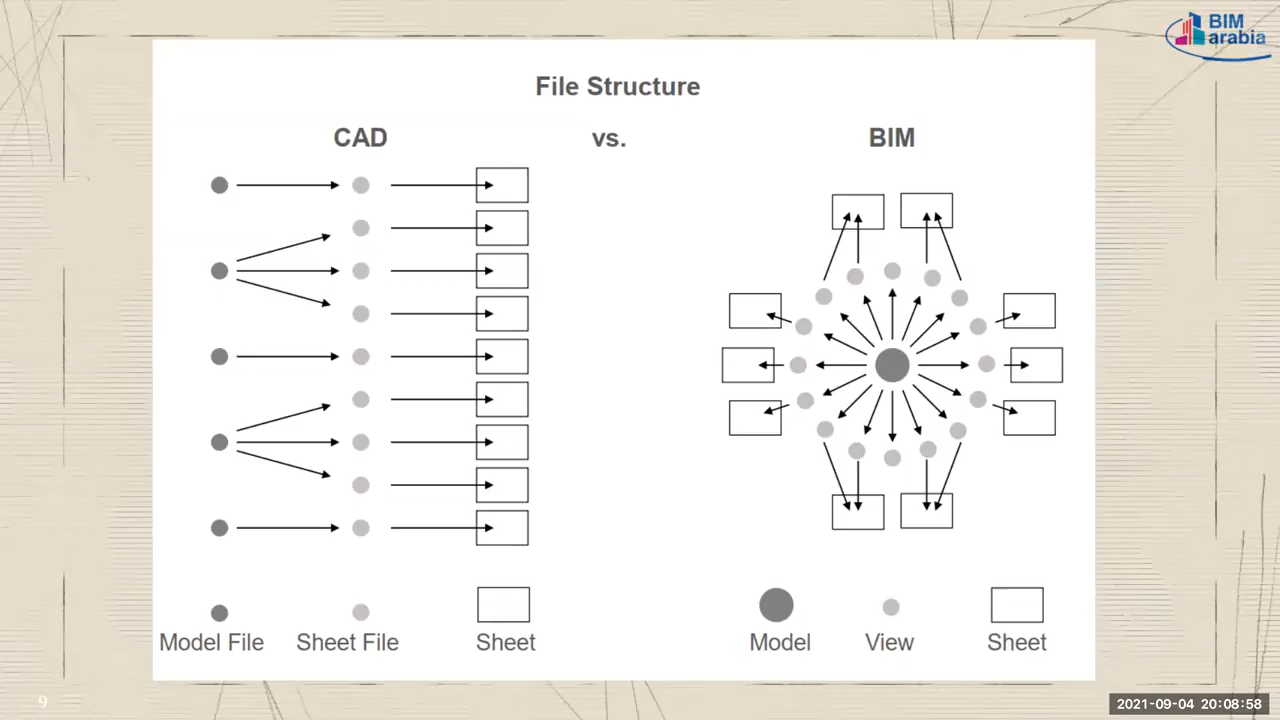 BIM
arabia
File Structure
CAD vs. BIM
Model File Sheet File Sheet
Model View Sheet
9
2021-09-04 20:08:58